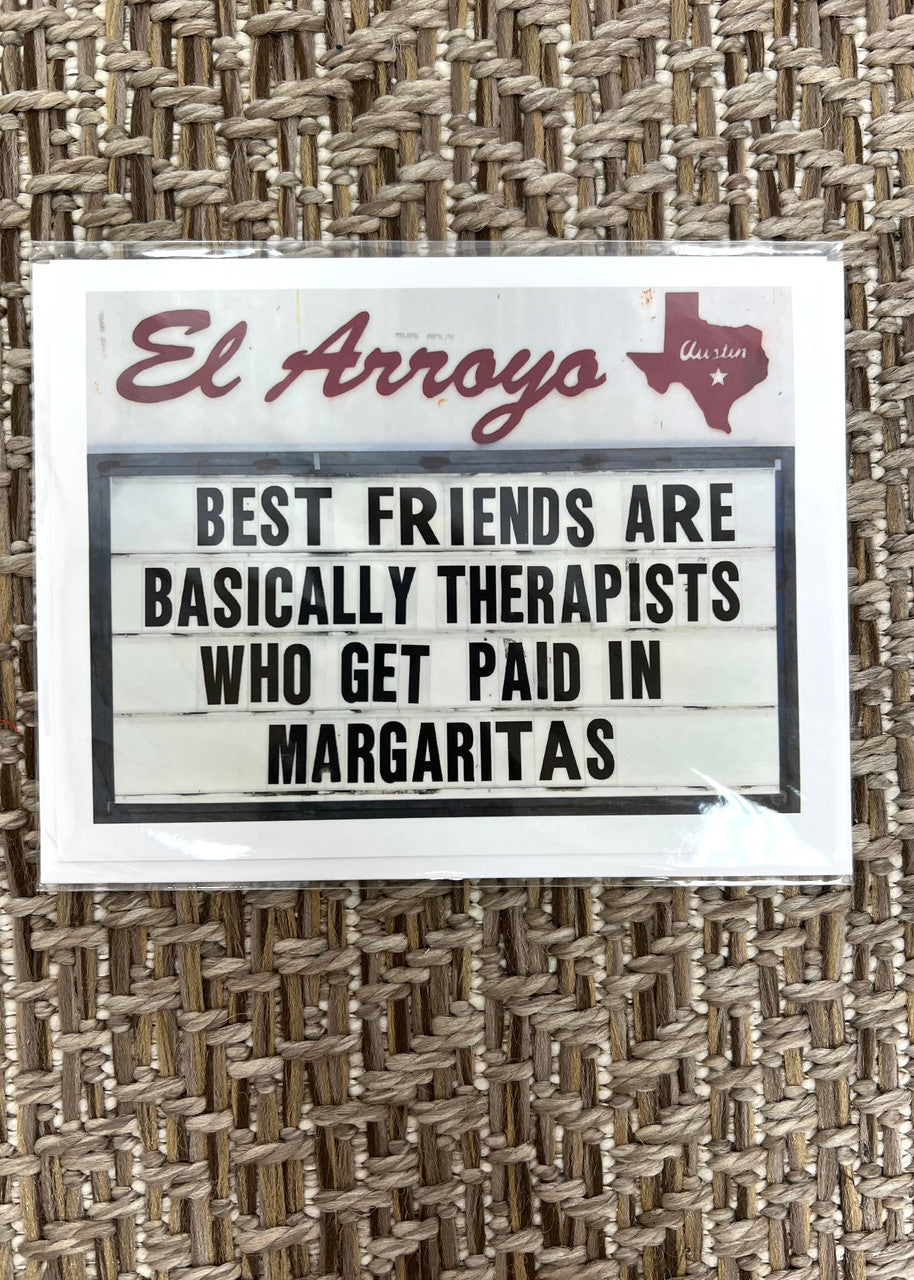 El Arroyo
Austin
BEST FRIENDS ARE
BASICALLY THERAPISTS
WHO GET PAID IN
MARGARITAS